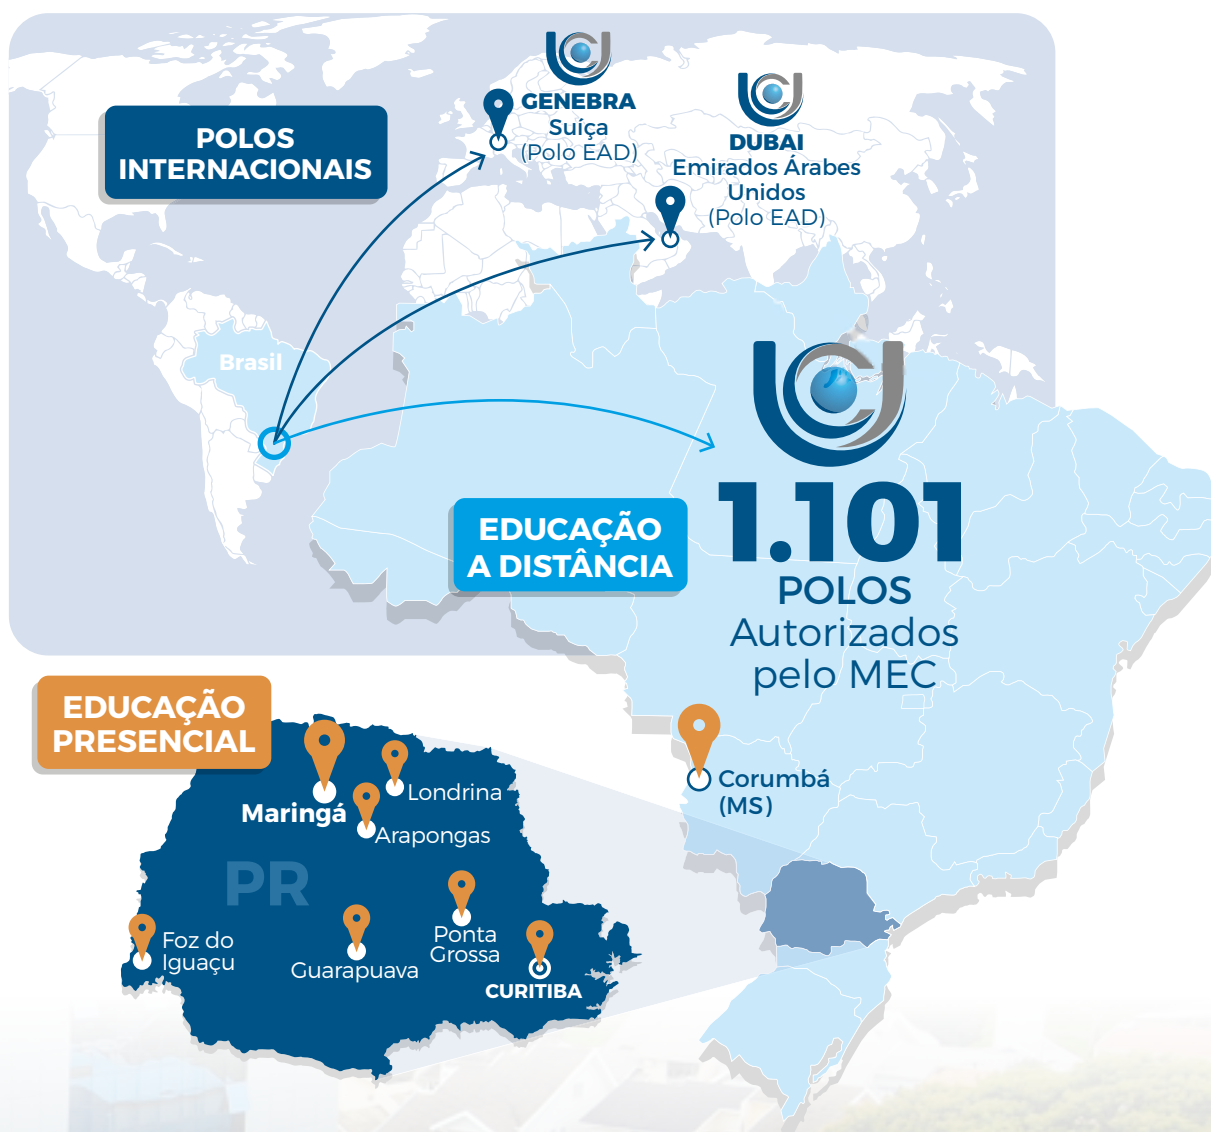 POLOS
INTERNACIONAIS
GENEBRA
Suíça
(Polo EAD)
DUBAI
Emirados Árabes
Unidos
(Polo EAD)
Brasil
EDUCAÇÃO
A DISTÂNCIA
1.101
POLOS
Autorizados
pelo MEC
EDUCAÇÃO
PRESENCIAL
Maringá
Londrina
Arapongas
PR
Foz do
Iguaçu
Guarapuava
Ponta
Grossa
CURITIBA
Corumbá
(MS)